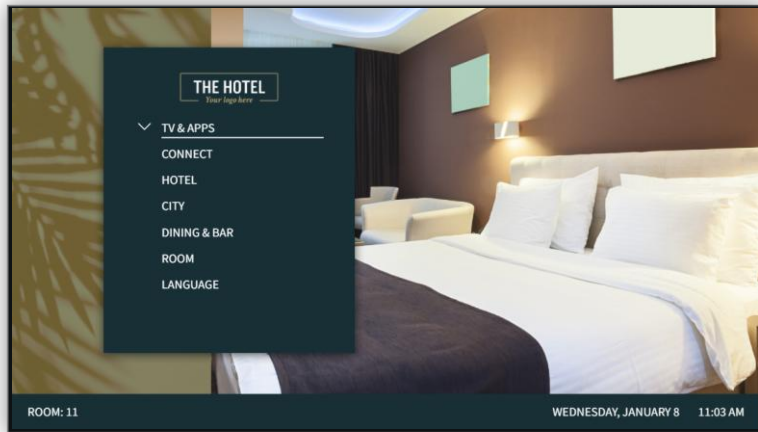 THE HOTEL
Your logo here
TV & APPS
CONNECT
HOTEL
CITY
DINING & BAR
ROOM
LANGUAGE
ROOM: 11
WEDNESDAY, JANUARY 8 11:03 AM